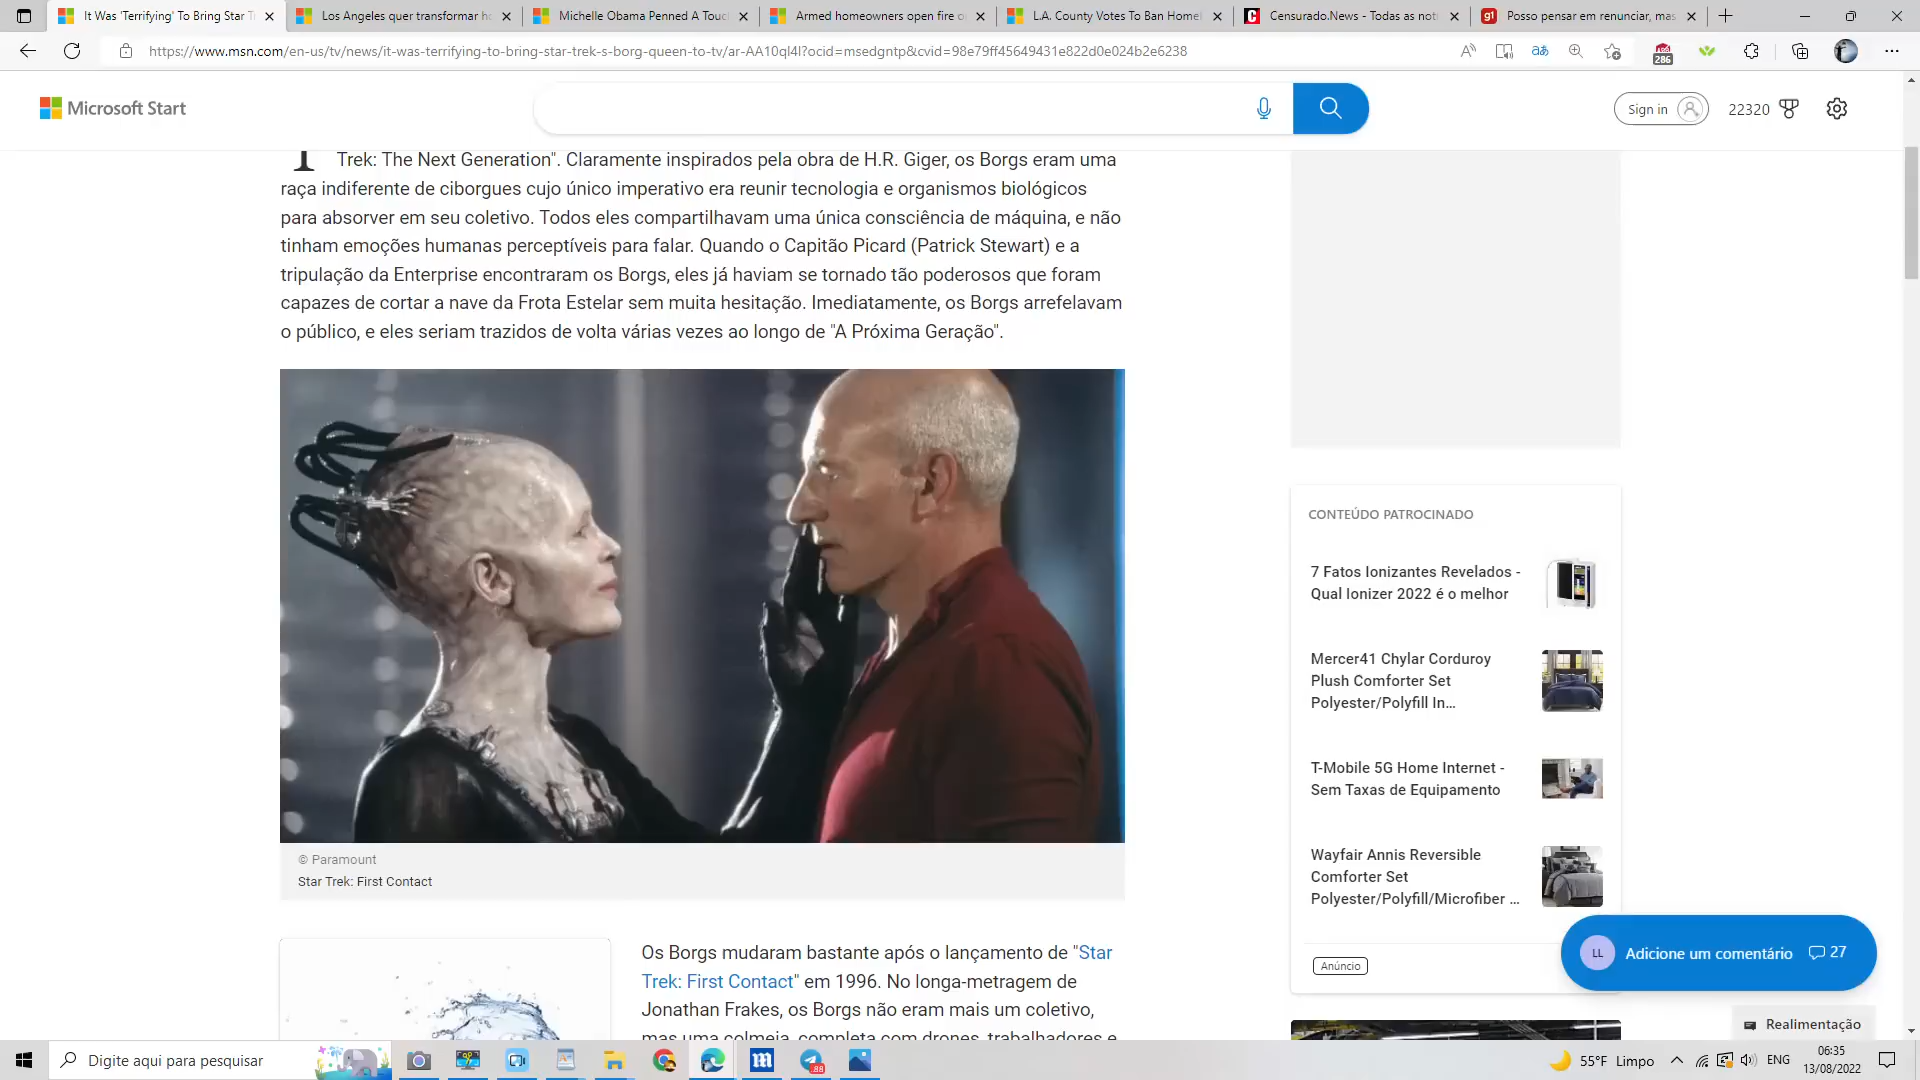 It Was 'Terrifying' To Bring Star T
Los Angeles quer transformar h
Michelle Obama Penned A Touc
Armed homeowners open fire o
L.A. County Votes To Ban Homel
Censurado.News - Todas as not
Posso pensar em renunciar, mas
https://www.msn.com/en-us/tv/news/it-was-terrifying-to-bring-star-trek-s-borg-queen-to-tv/ar-AA10ql4l?ocid=msedgntp&cvid=98e79ff45649431e822d0e024b2e6238
286
Microsoft Start
Sign in
22320
Trek: The Next Generation". Claramente inspirados pela obra de H.R. Giger, os Borgs eram uma
raça indiferente de ciborgues cujo único imperativo era reunir tecnologia e organismos biológicos
para absorver em seu coletivo. Todos eles compartilhavam uma única consciência de máquina, e não
tinham emoções humanas perceptíveis para falar. Quando o Capitão Picard (Patrick Stewart) e a
tripulação da Enterprise encontraram os Borgs, eles já haviam se tornado tão poderosos que foram
capazes de cortar a nave da Frota Estelar sem muita hesitação. Imediatamente, os Borgs arrefelavam
o público, e eles seriam trazidos de volta várias vezes ao longo de "A Próxima Geração".
© Paramount
Star Trek: First Contact
Os Borgs mudaram bastante após o lançamento de "Star
Trek: First Contact" em 1996. No longa-metragem de
Jonathan Frakes, os Borgs não eram mais um coletivo,
mas uma colmeia, completa com drones, trabalhadores e
CONTEÚDO PATROCINADO
7 Fatos Ionizantes Revelados -
Qual Ionizer 2022 é o melhor
Mercer41 Chylar Corduroy
Plush Comforter Set
Polyester/Polyfill In...
T-Mobile 5G Home Internet -
Sem Taxas de Equipamento
Wayfair Annis Reversible
Comforter Set
Polyester/Polyfill/Microfiber ...
Anúncio
LL Adicione um comentário 27
Realimentação
Digite aqui para pesquisar
88
55°F Limpo
ENG
06:35
13/08/2022